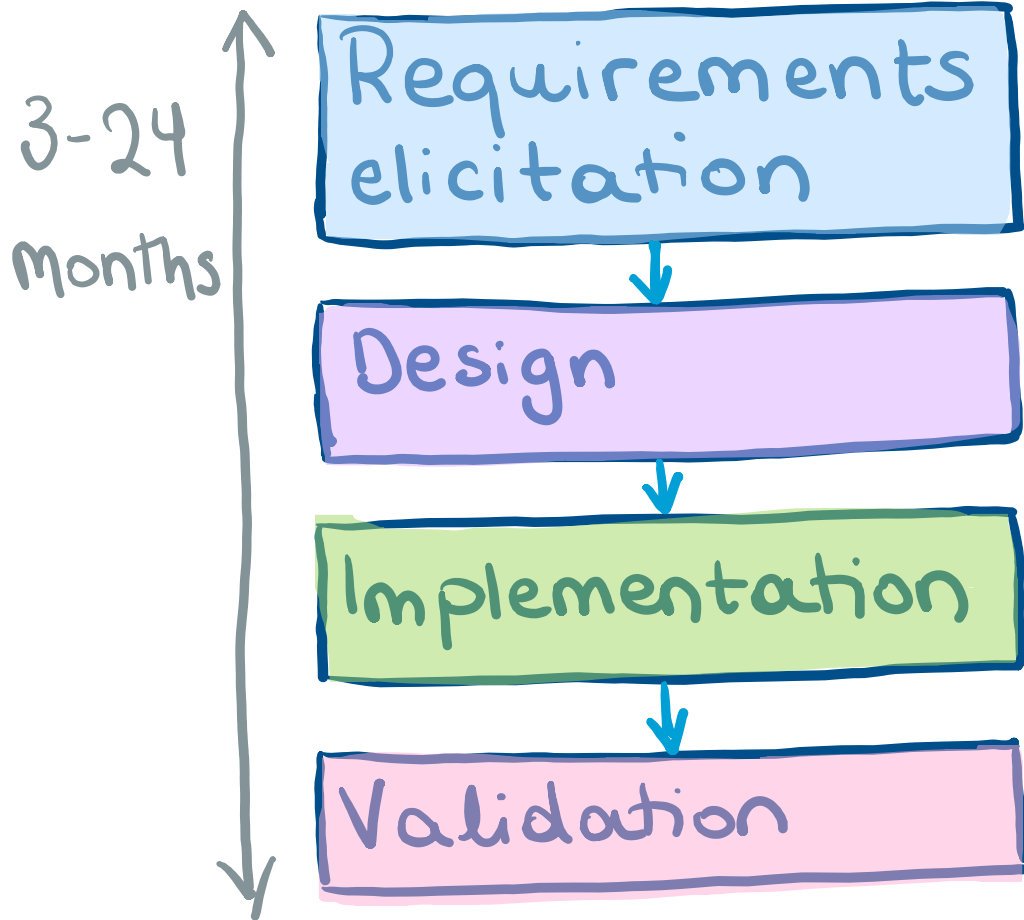 3-24
months
Requirements
elicitation
Design
Implementation
Validation